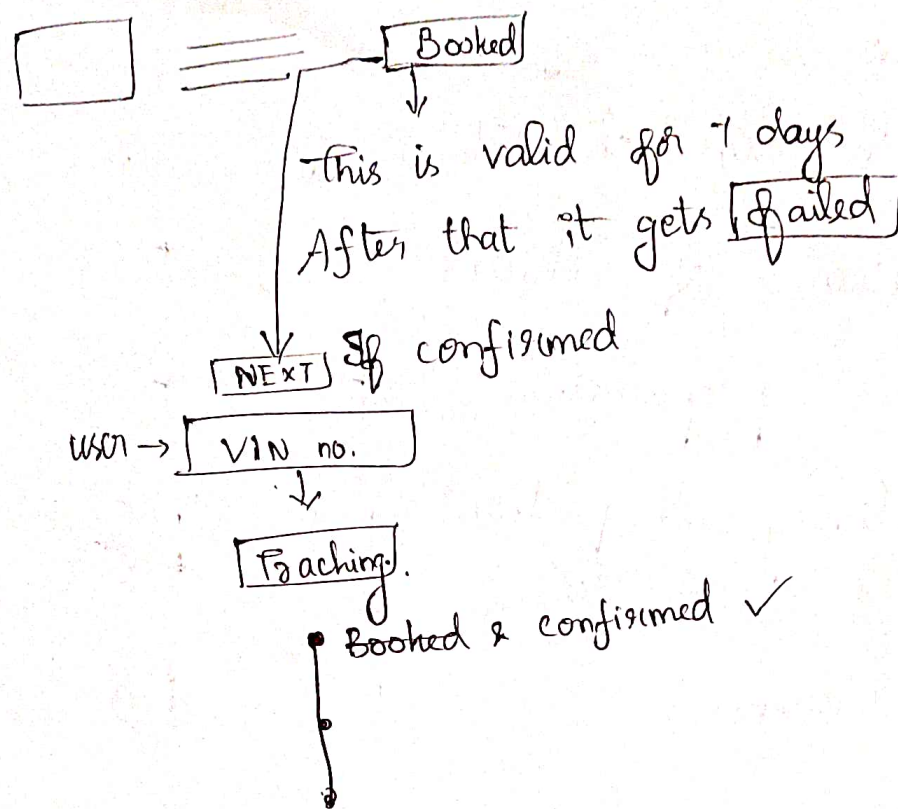 Booked
This is valid for 7 days
After that it gets failed
NEXT If confirmed
user → VIN no.
Tracking.
Booked & confirmed ✓